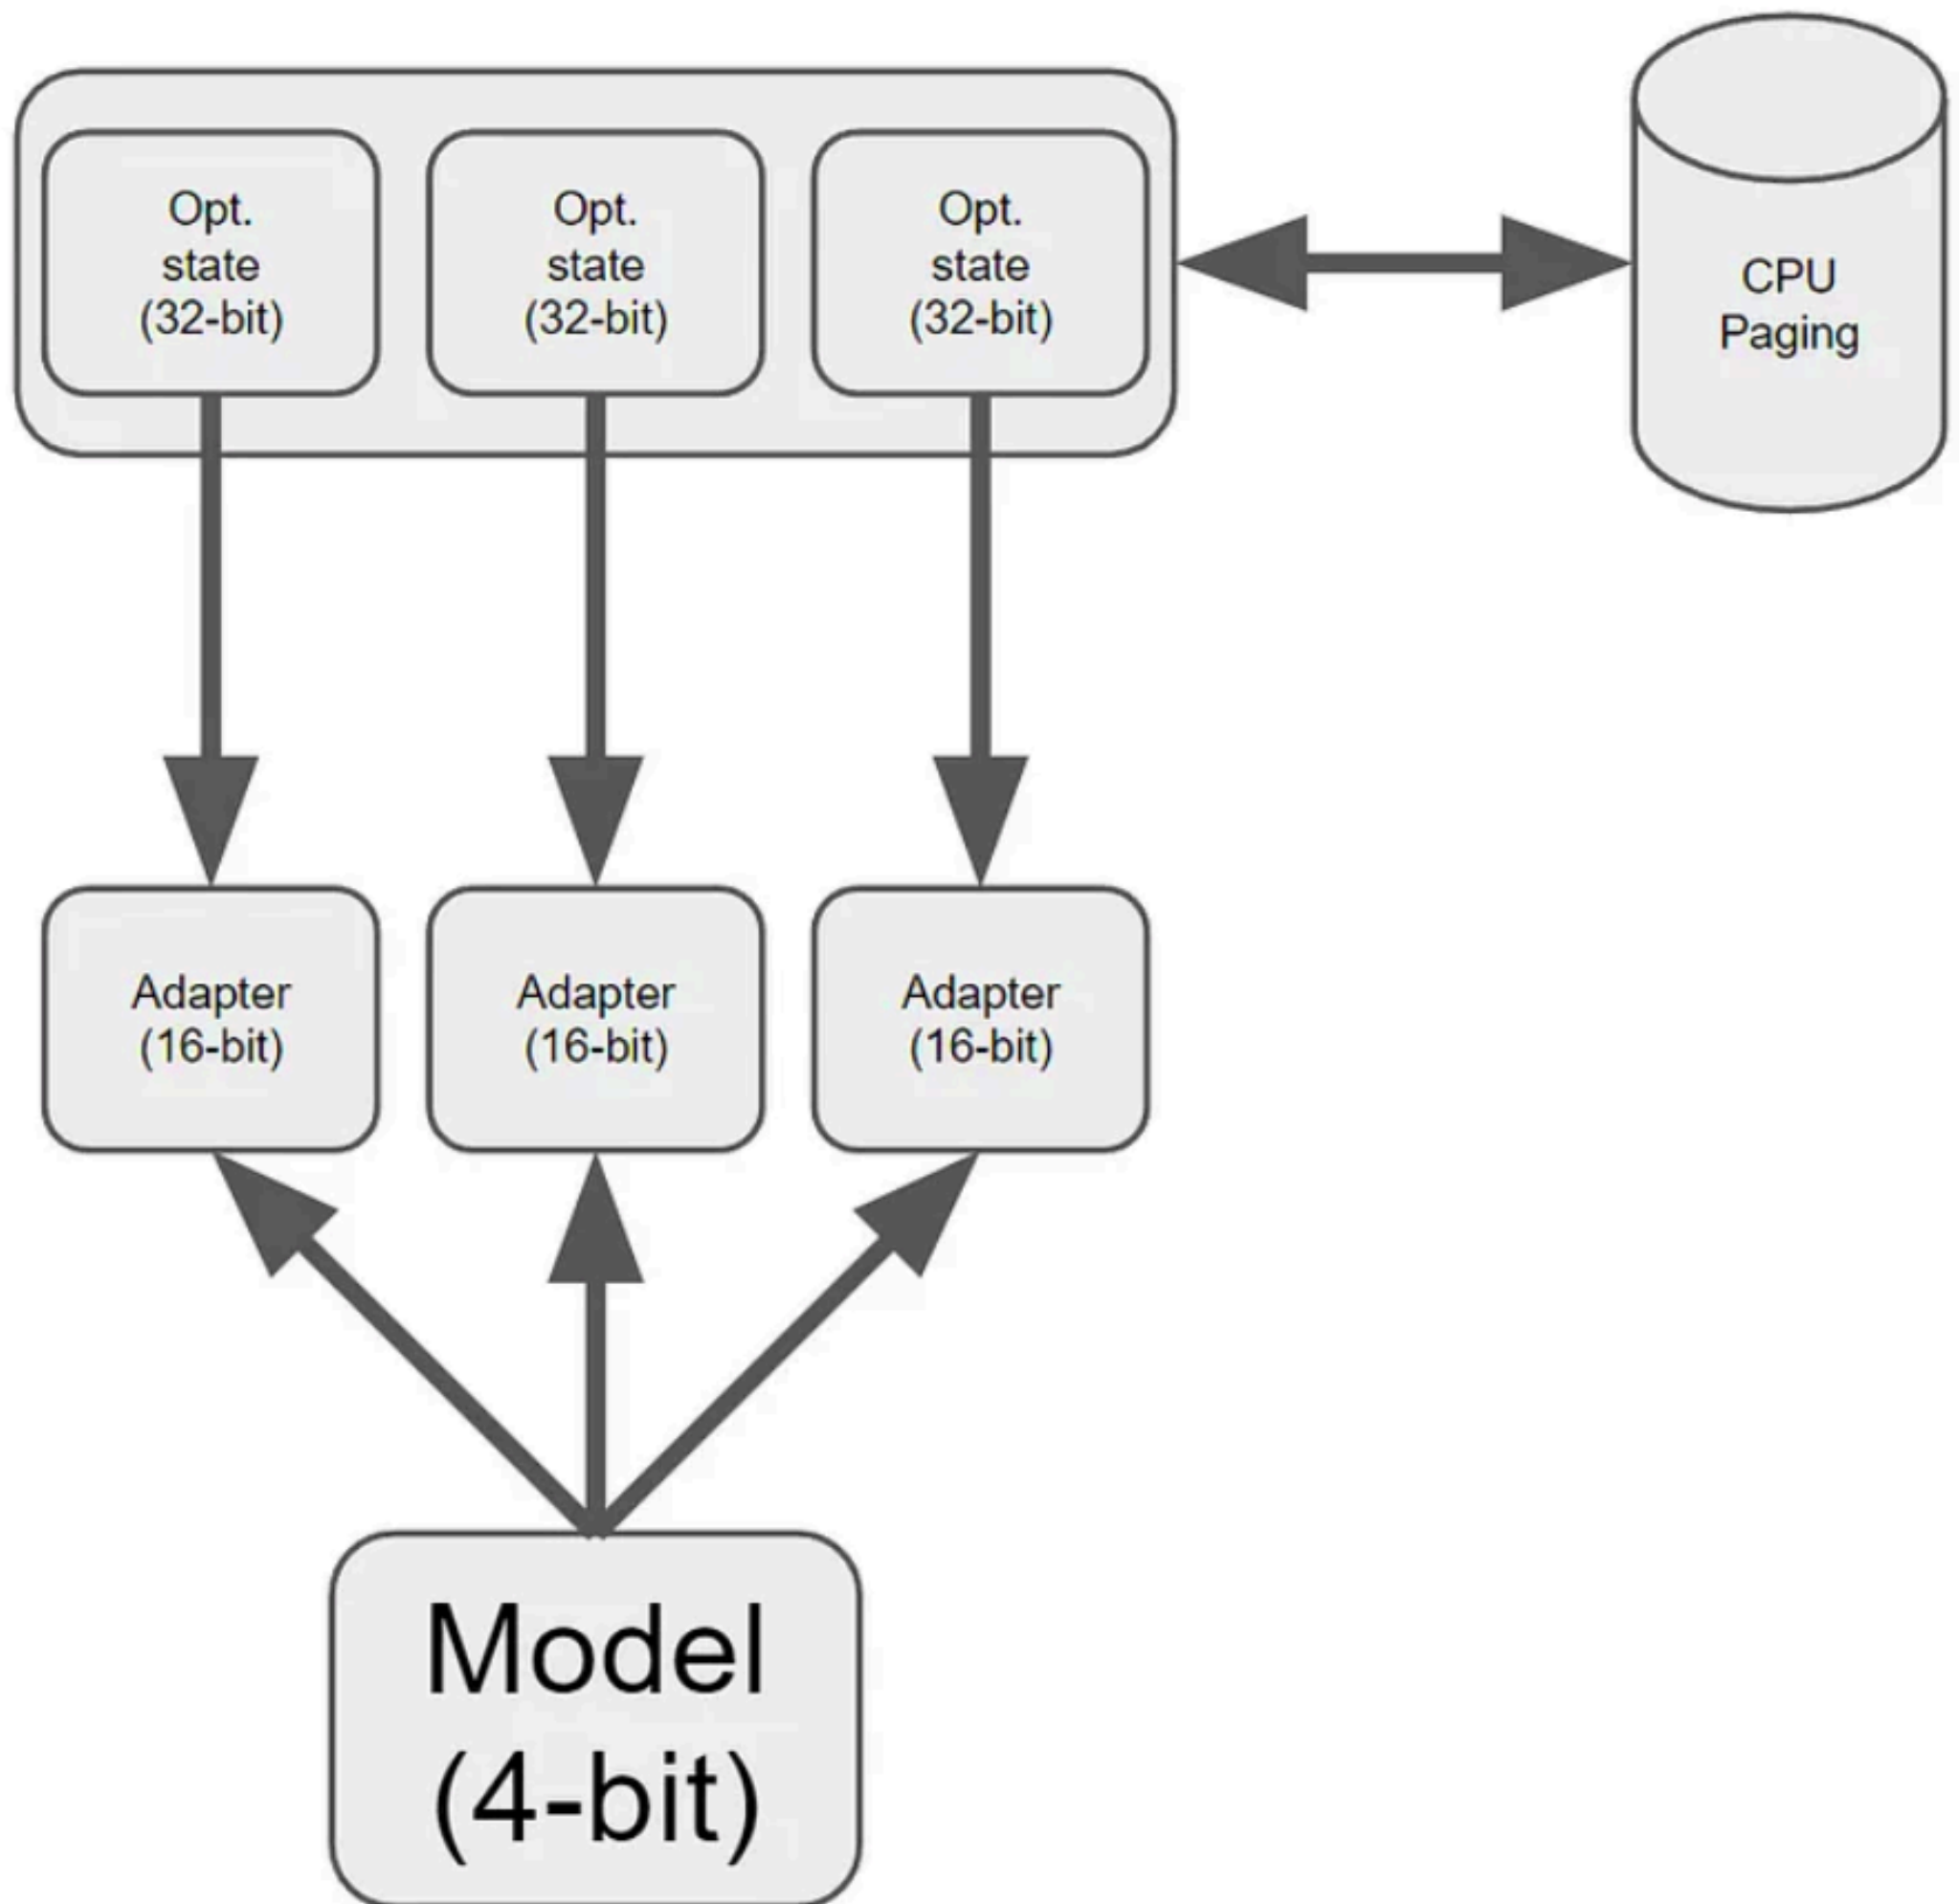 Opt.
state
(32-bit)
Opt.
state
(32-bit)
Opt.
state
(32-bit)
CPU
Paging
Adapter
(16-bit)
Adapter
(16-bit)
Adapter
(16-bit)
Model
(4-bit)